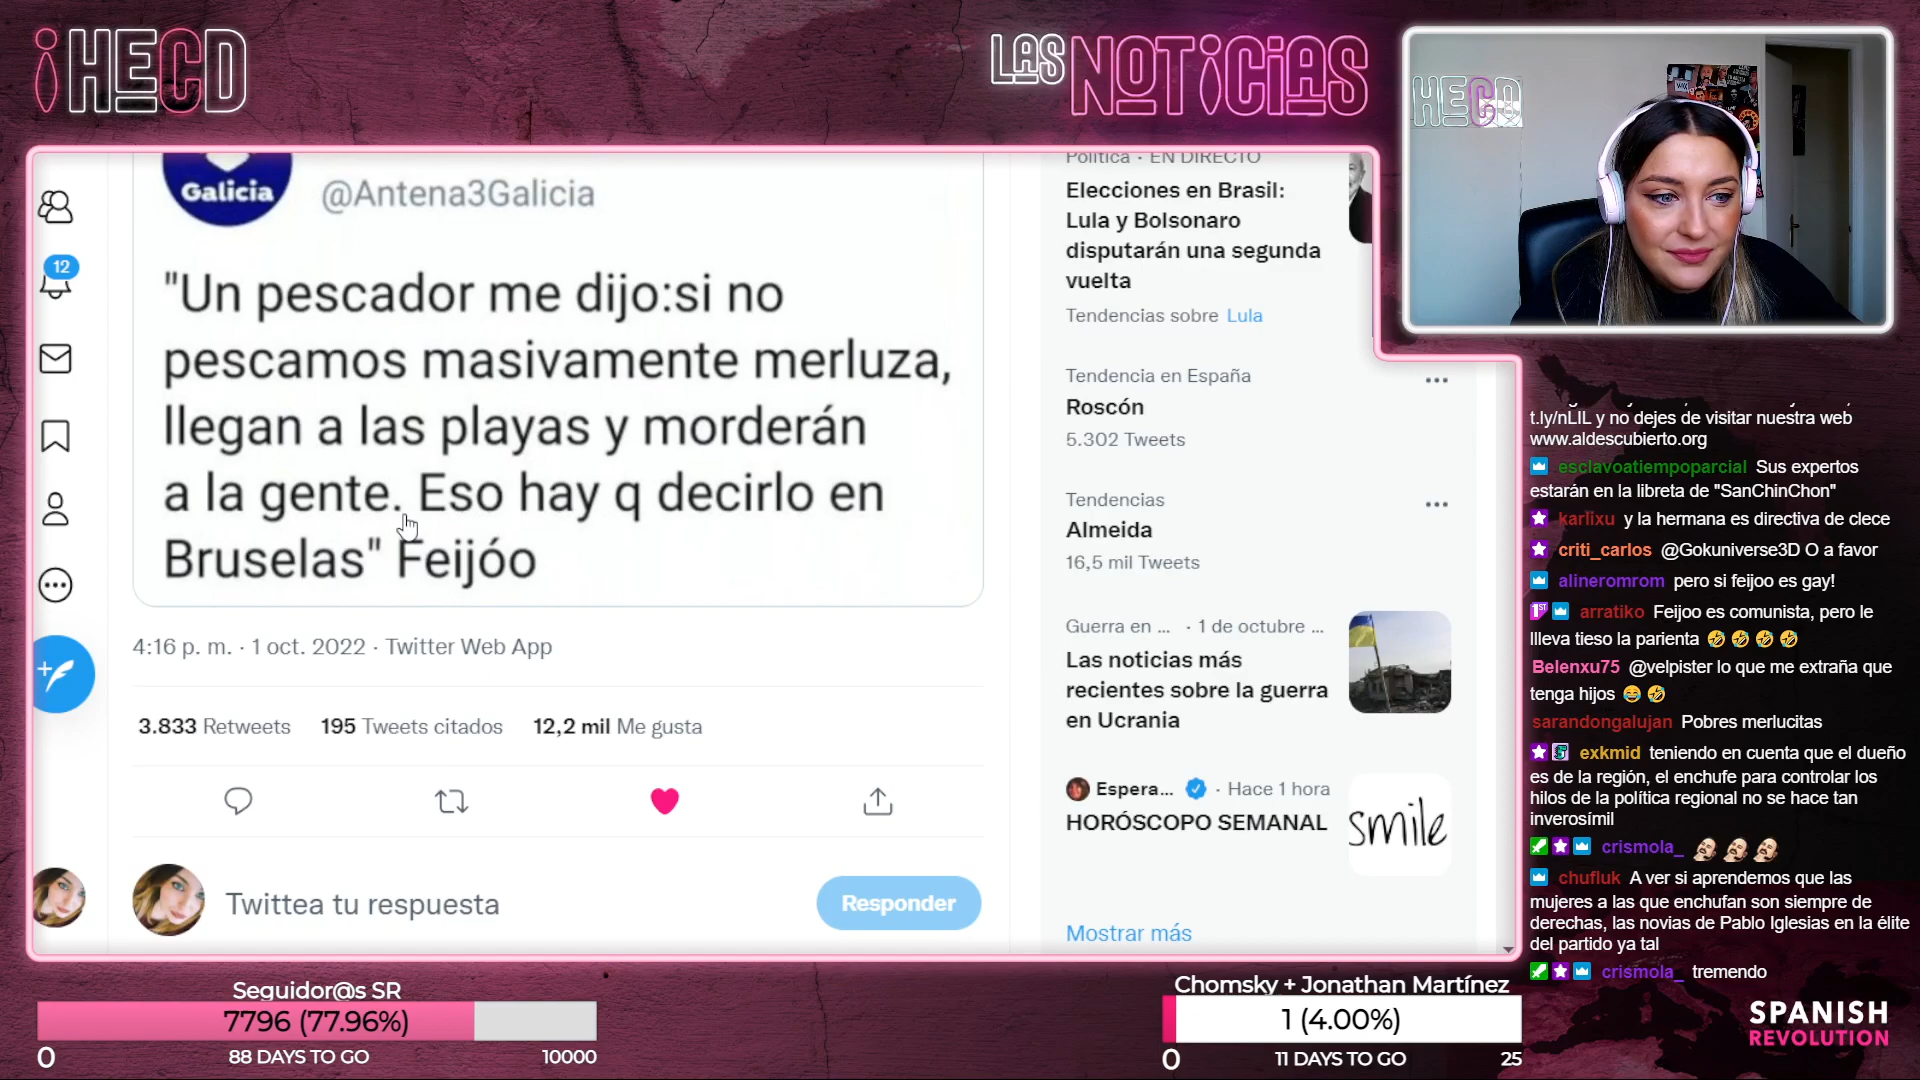 ¡HECD
LAS NOTICIAS
HECD
Galicia
@Antena3Galicia
"Un pescador me dijo:si no
pescamos masivamente merluza,
llegan a las playas y morderán
a la gente. Eso hay q decirlo en
Bruselas" Feijóo
4:16 p. m. · 1 oct. 2022 · Twitter Web App
3.833 Retweets 195 Tweets citados 12,2 mil Me gusta
Twittea tu respuesta
Responder
12
Política · EN DIRECTO
Elecciones en Brasil:
Lula y Bolsonaro
disputarán una segunda
vuelta
Tendencias sobre Lula
Tendencia en España
Roscón
5.302 Tweets
Tendencias
Almeida
16,5 mil Tweets
Guerra en ... · 1 de octubre ...
Las noticias más
recientes sobre la guerra
en Ucrania
Espera... · Hace 1 hora
HORÓSCOPO SEMANAL
smile
Mostrar más
t.ly/nLIL y no dejes de visitar nuestra web
www.aldescubierto.org
esclavoatiempoparcial Sus expertos
estarán en la libreta de "SanChinChon"
karlixu y la hermana es directiva de clece
criti_carlos @Gokuniverse3D O a favor
alineromrom pero si feijoo es gay!
1ST arratiko Feijoo es comunista, pero le
llleva tieso la parienta 🤣 🤣 🤣 🤣
Belenxu75 @velpister lo que me extraña que
tenga hijos 😂 🤣
sarandongalujan Pobres merlucitas
exkmid teniendo en cuenta que el dueño
es de la región, el enchufe para controlar los
hilos de la política regional no se hace tan
inverosímil
crismola_
chufluk A ver si aprendemos que las
mujeres a las que enchufan son siempre de
derechas, las novias de Pablo Iglesias en la élite
del partido ya tal
crismola_ tremendo
Seguidor@s SR
7796 (77.96%)
0 88 DAYS TO GO 10000
Chomsky + Jonathan Martínez
1 (4.00%)
0 11 DAYS TO GO 25
SPANISH
REVOLUTION